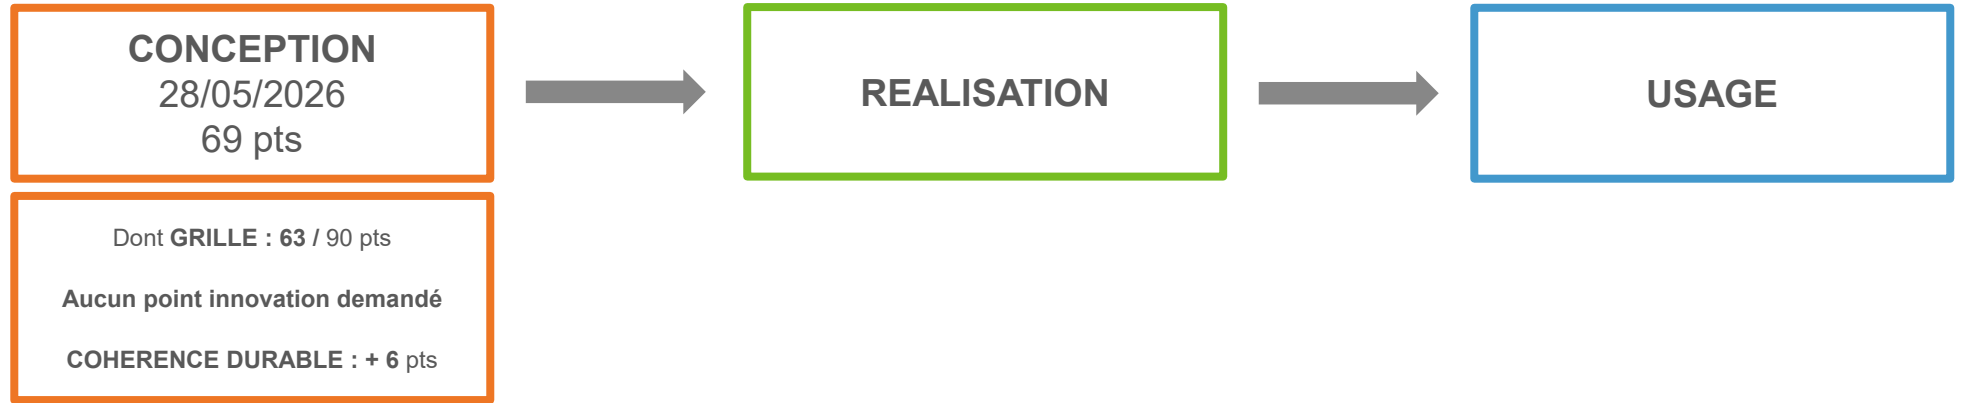 CONCEPTION
28/05/2026
69 pts
REALISATION
USAGE
Dont GRILLE : 63 / 90 pts
Aucun point innovation demandé
COHERENCE DURABLE : + 6 pts